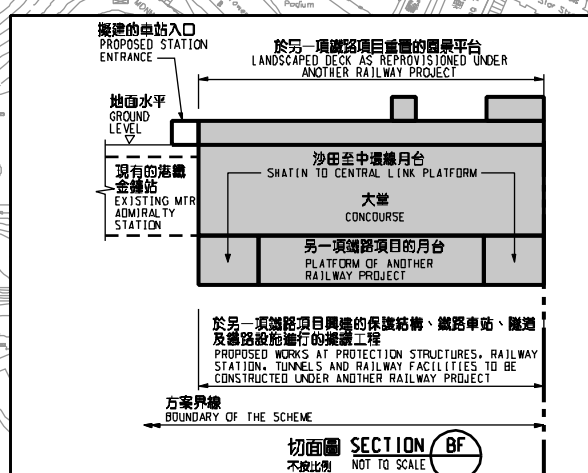 Podium
擬建的車站入口
PROPOSED STATION
ENTRANCE
於另一項鐵路項目重置的園景平台
LANDSCAPED DECK AS REPROVISIONED UNDER
ANOTHER RAILWAY PROJECT
地面水平
GROUND
LEVEL
現有的港鐵
金鐘站
EXISTING MTR
ADMIRALTY
STATION
沙田至中環線月台
SHATIN TO CENTRAL LINK PLATFORM
大堂
CONCOURSE
另一項鐵路項目的月台
PLATFORM OF ANOTHER
RAILWAY PROJECT
於另一項鐵路項目興建的保護結構、鐵路車站、隧道
及鐵路設施進行的擬議工程
PROPOSED WORKS AT PROTECTION STRUCTURES, RAILWAY
STATION, TUNNELS AND RAILWAY FACILITIES TO BE
CONSTRUCTED UNDER ANOTHER RAILWAY PROJECT
方案界線
BOUNDARY OF THE SCHEME
切面圖 SECTION BF
不按比例 NOT TO SCALE